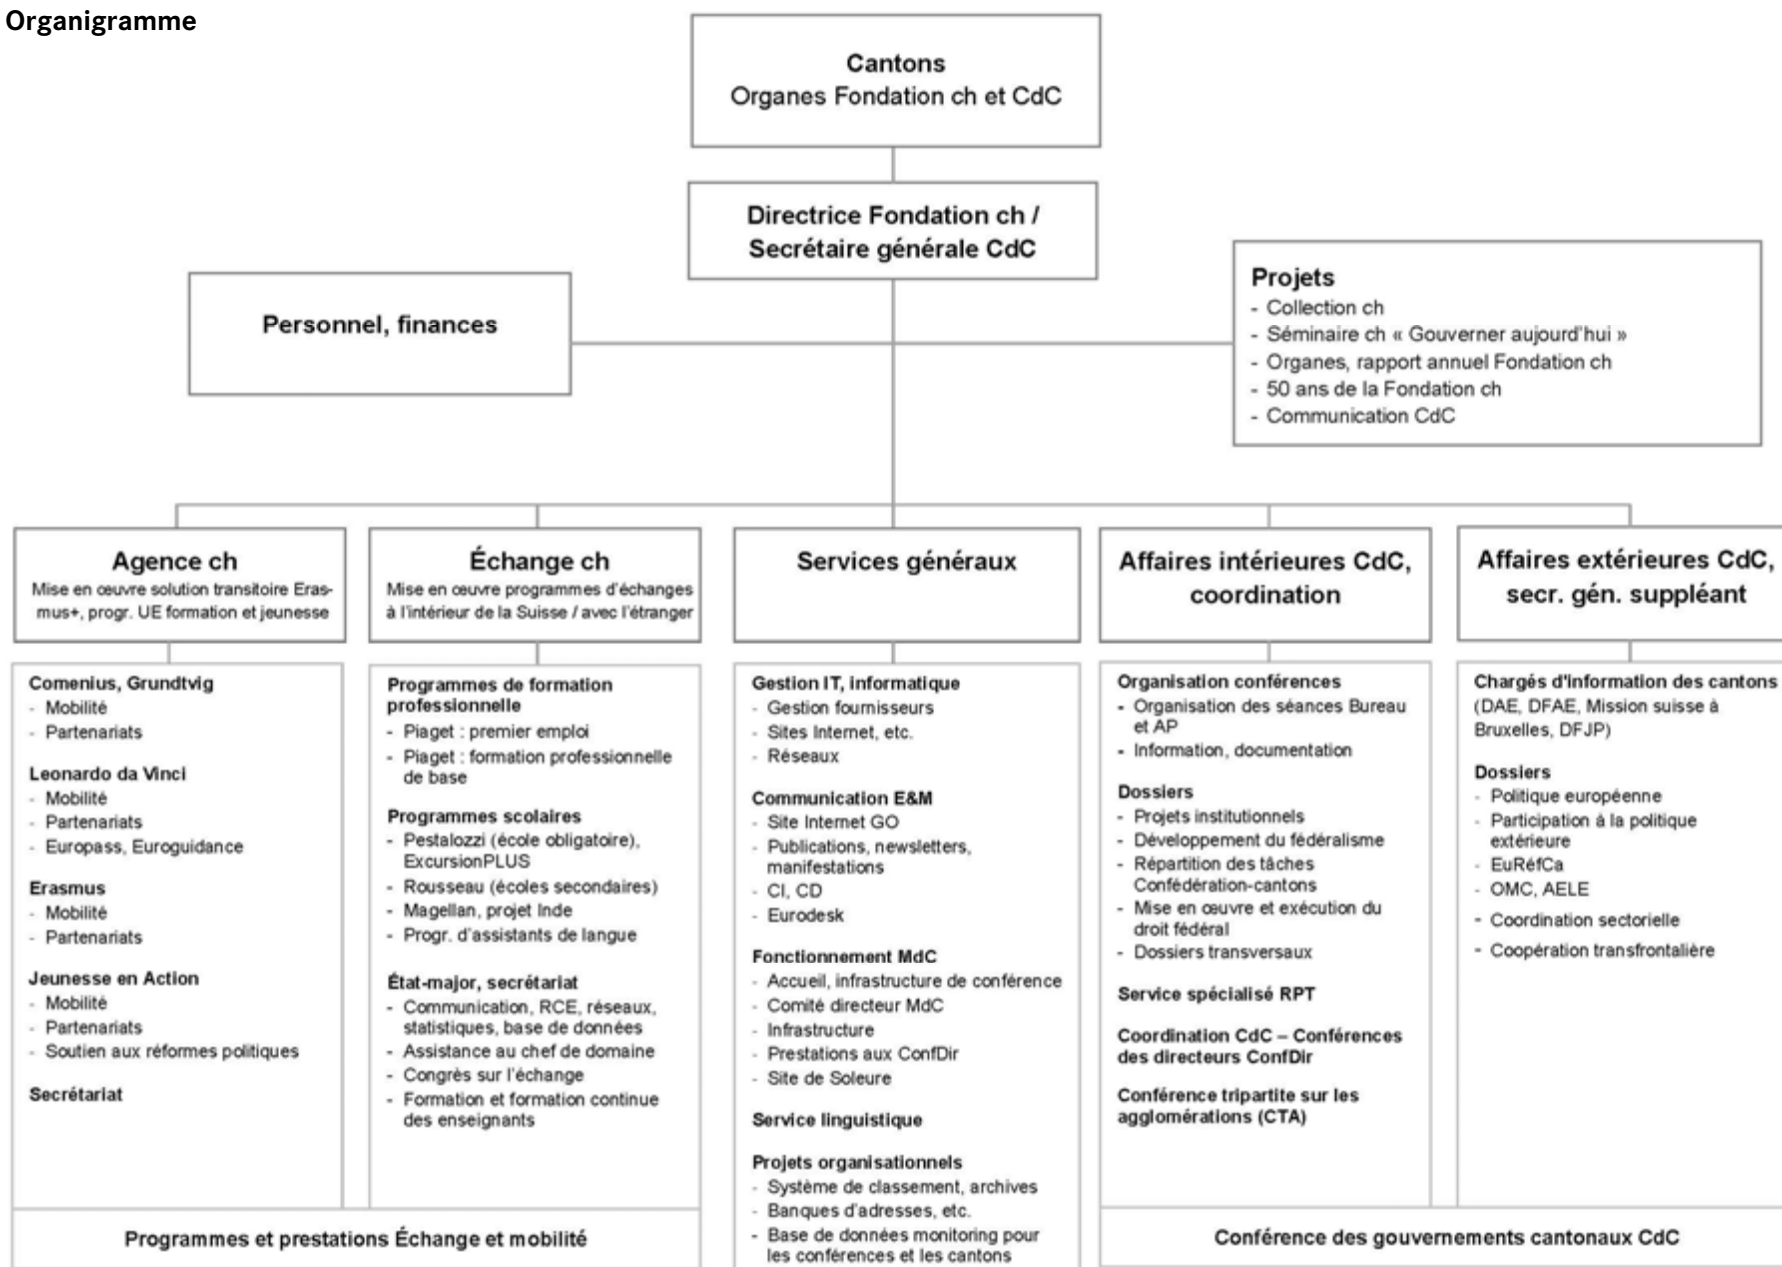 Organigramme
Cantons
Organes Fondation ch et CdC
Directrice Fondation ch /
Secrétaire générale CdC
Personnel, finances
Projets
- Collection ch
- Séminaire ch « Gouverner aujourd'hui »
- Organes, rapport annuel Fondation ch
- 50 ans de la Fondation ch
- Communication CdC
Agence ch
Mise en œuvre solution transitoire Eras-
mus+, progr. UE formation et jeunesse
Échange ch
Mise en œuvre programmes d'échanges
à l'intérieur de la Suisse / avec l'étranger
Services généraux
Affaires intérieures CdC,
coordination
Affaires extérieures CdC,
secr. gén. suppléant
Comenius, Grundtvig
- Mobilité
- Partenariats
Leonardo da Vinci
- Mobilité
- Partenariats
- Europass, Euroguidance
Erasmus
- Mobilité
- Partenariats
Jeunesse en Action
- Mobilité
- Partenariats
- Soutien aux réformes politiques
Secrétariat
Programmes de formation
professionnelle
- Piaget : premier emploi
- Piaget : formation professionnelle
de base
Programmes scolaires
- Pestalozzi (école obligatoire),
ExcursionPLUS
- Rousseau (écoles secondaires)
- Magellan, projet Inde
- Progr. d'assistants de langue
État-major, secrétariat
- Communication, RCE, réseaux,
statistiques, base de données
- Assistance au chef de domaine
- Congrès sur l'échange
- Formation et formation continue
des enseignants
Programmes et prestations Échange et mobilité
Gestion IT, informatique
- Gestion fournisseurs
- Sites Internet, etc.
- Réseaux
Communication E&M
- Site Internet GO
- Publications, newsletters,
manifestations
- CI, CD
- Eurodesk
Fonctionnement MdC
- Accueil, infrastructure de conférence
- Comité directeur MdC
- Infrastructure
- Prestations aux ConfDir
- Site de Soleure
Service linguistique
Projets organisationnels
- Système de classement, archives
- Banques d'adresses, etc.
- Base de données monitoring pour
les conférences et les cantons
Organisation conférences
- Organisation des séances Bureau
et AP
- Information, documentation
Dossiers
- Projets institutionnels
- Développement du fédéralisme
- Répartition des tâches
Confédération-cantons
- Mise en œuvre et exécution du
droit fédéral
- Dossiers transversaux
Service spécialisé RPT
Coordination CdC – Conférences
des directeurs ConfDir
Conférence tripartite sur les
agglomérations (CTA)
Chargés d'information des cantons
(DAE, DFAE, Mission suisse à
Bruxelles, DFJP)
Dossiers
- Politique européenne
- Participation à la politique
extérieure
- EuRéfCa
- OMC, AELE
- Coordination sectorielle
- Coopération transfrontalière
Conférence des gouvernements cantonaux CdC